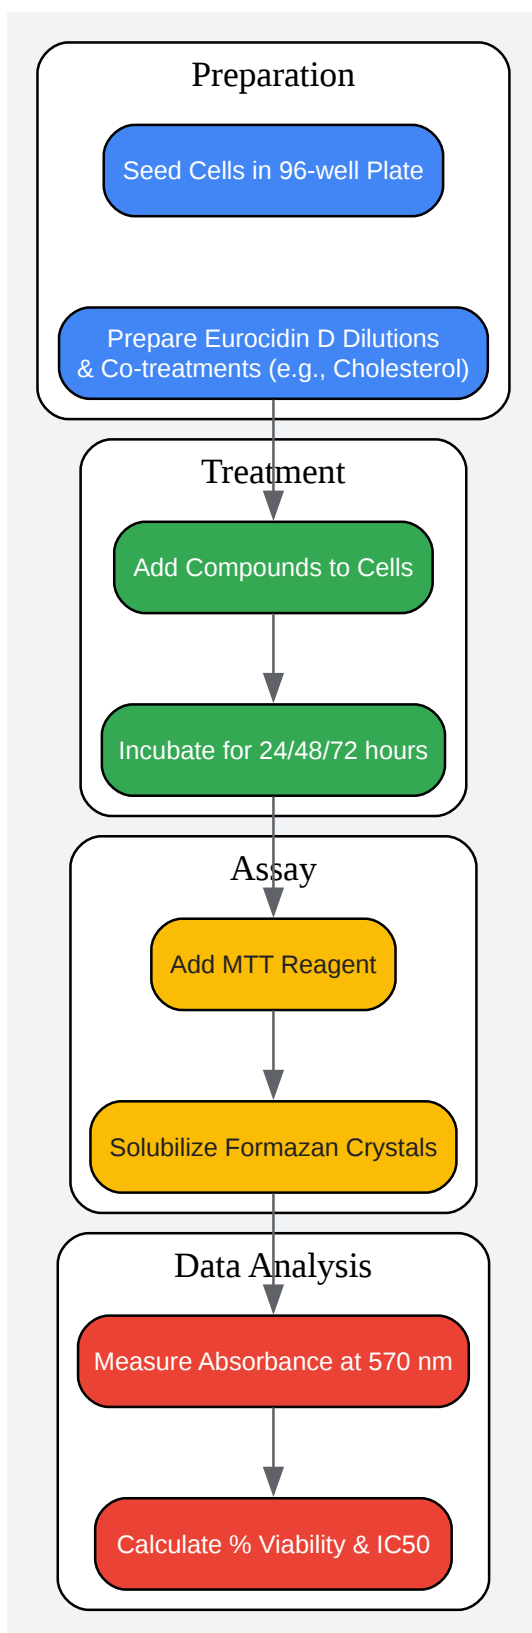 Preparation
Seed Cells in 96-well Plate
Prepare Eurocidin D Dilutions
& Co-treatments (e.g., Cholesterol)
Treatment
Add Compounds to Cells
Incubate for 24/48/72 hours
Assay
Add MTT Reagent
Solubilize Formazan Crystals
Data Analysis
Measure Absorbance at 570 nm
Calculate % Viability & IC50